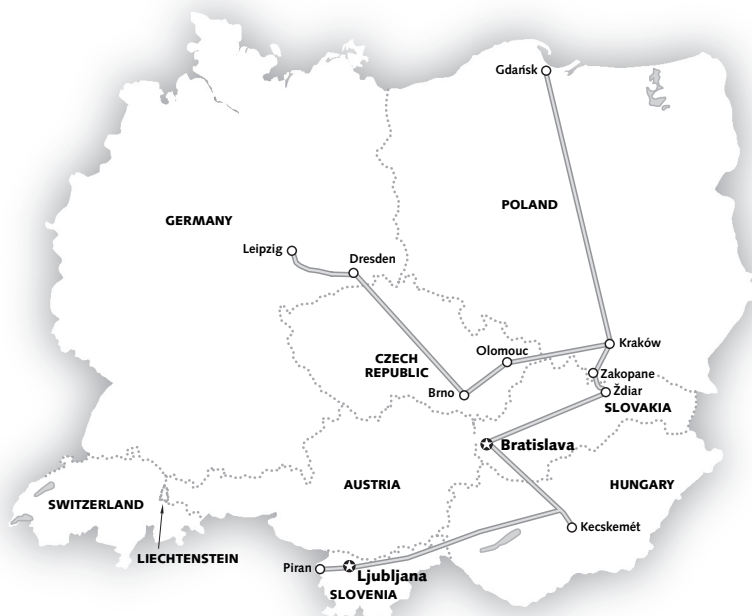 Gdańsk
POLAND
GERMANY
Leipzig
Dresden
Kraków
Olomouc
CZECH
REPUBLIC
Zakopane
Brno
Ždiar
SLOVAKIA
Bratislava
AUSTRIA
HUNGARY
SWITZERLAND
Kecskemét
LIECHTENSTEIN
Piran
Ljubljana
SLOVENIA